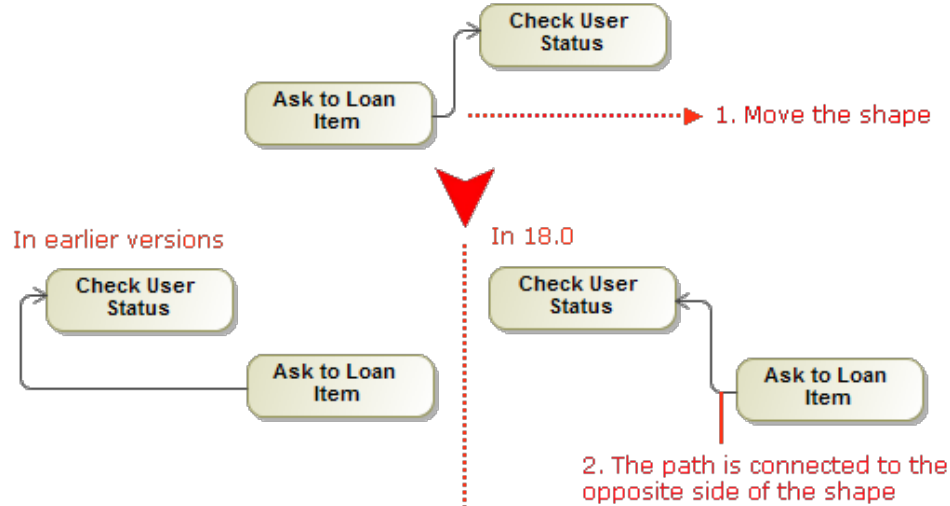 Check User
Status
Ask to Loan
Item
1. Move the shape
In earlier versions
In 18.0
Check User
Status
Check User
Status
Ask to Loan
Item
Ask to Loan
Item
2. The path is connected to the
opposite side of the shape